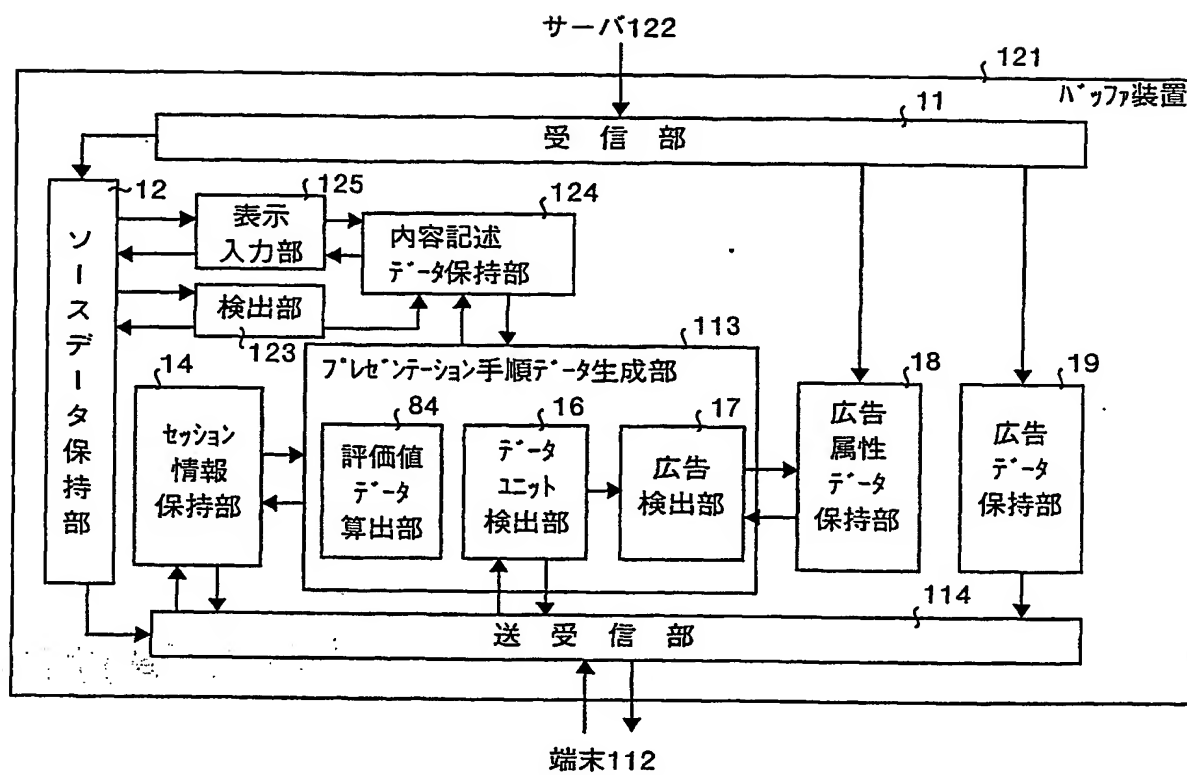 サーバ122
121
バッファ装置
11
受信部
12
ソースデータ保持部
125
表示
入力部
124
内容記述
データ保持部
検出部
123
113
プレゼンテーション手順データ生成部
14
セッション
情報
保持部
84
評価値
データ
算出部
16
データ
ユニット
検出部
17
広告
検出部
18
広告
属性
データ
保持部
19
広告
データ
保持部
114
送受信部
端末112